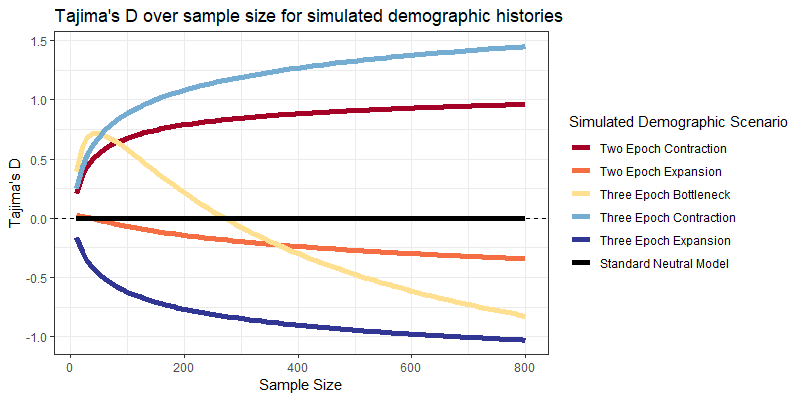 Tajima's D over sample size for simulated demographic histories
1.5
1.0
0.5
0.0
-0.5
-1.0
Tajima's D
0
200
400
600
800
Sample Size
Simulated Demographic Scenario
Two Epoch Contraction
Two Epoch Expansion
Three Epoch Bottleneck
Three Epoch Contraction
Three Epoch Expansion
Standard Neutral Model